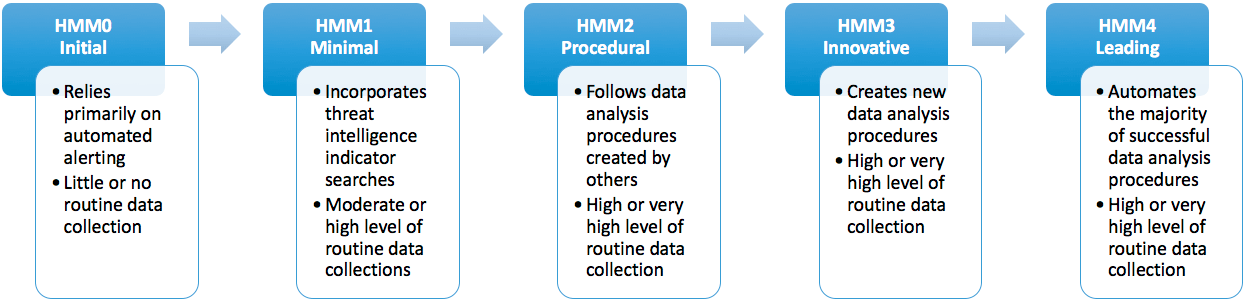 HMM0
Initial
• Relies
primarily on
automated
alerting
• Little or no
routine data
collection
HMM1
Minimal
• Incorporates
threat
intelligence
indicator
searches
• Moderate or
high level of
routine data
collections
HMM2
Procedural
• Follows data
analysis
procedures
created by
others
• High or very
high level of
routine data
collection
HMM3
Innovative
• Creates new
data analysis
procedures
• High or very
high level of
routine data
collection
HMM4
Leading
• Automates
the majority
of successful
data analysis
procedures
• High or very
high level of
routine data
collection